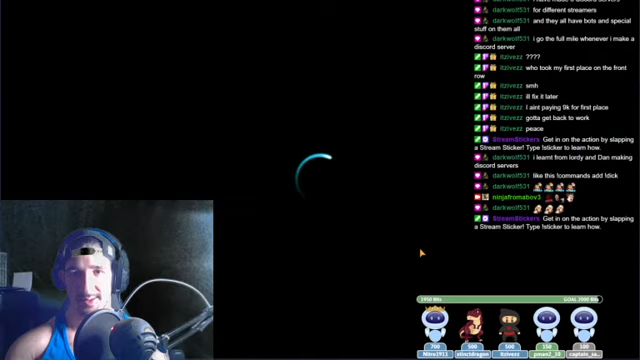 darkwolf531 for different streamers
darkwolf531 and they all have bots and special
stuff on them all
darkwolf531 i go the full mile whenever i make a
discord server
itzivezz ????
itzivezz who took my first place on the front
row
itzivezz smh
itzivezz ill fix it later
itzivezz I aint paying 9k for first place
itzivezz gotta get back to work
itzivezz peace
StreamStickers Get in on the action by slapping
a Stream Sticker! Type !sticker to learn how.
darkwolf531 i learnt from lordy and Dan making
discord servers
darkwolf531 like this !commands add !dick
darkwolf531
ninjafromabov3
darkwolf531
StreamStickers Get in on the action by slapping
a Stream Sticker! Type !sticker to learn how.
1950 Bits GOAL 2000 Bits
700 500 500 150 100
Nitro1911 stinctdragon itzivezz pman2_10 captain_sa...